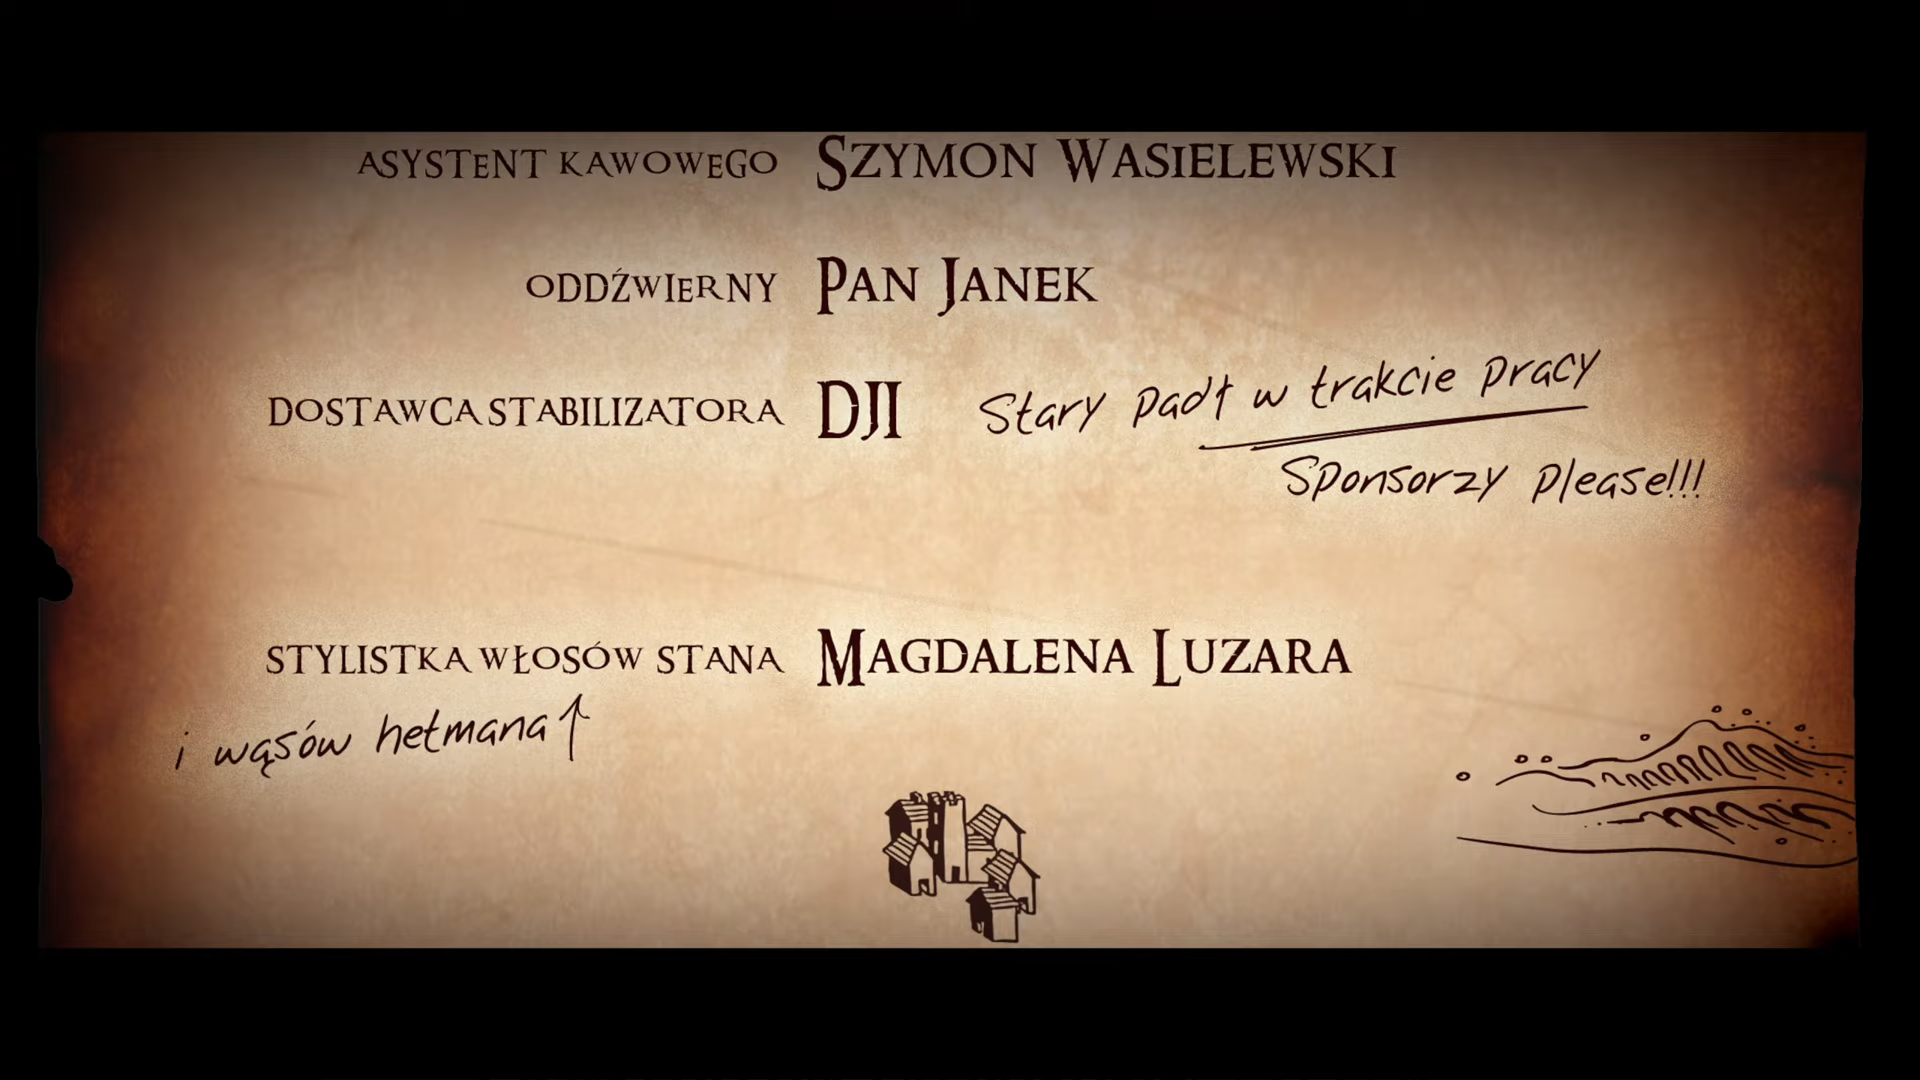 ASYSTENT KAWOWEGO SZYMON WASIELEWSKI
ODDŹWIERNY PAN JANEK
DOSTAWCA STABILIZATORA DJI Stary padł w trakcie pracy
Sponsorzy please!!!
STYLISTKA WŁOSÓW STANA MAGDALENA LUZARA
i wąsów hetmana